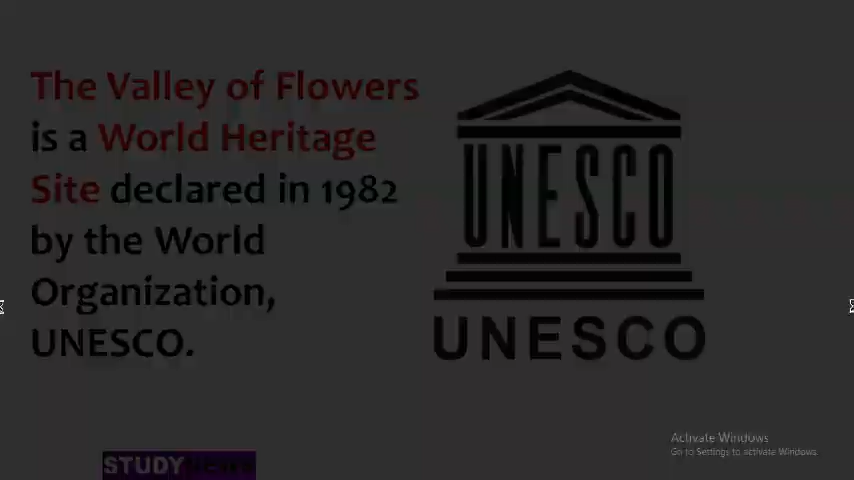 The Valley of Flowers
is a World Heritage
Site declared in 1982
by the World
Organization,
UNESCO.
UNESCO
UNESCO
STUDY
Activate Windows
Go to Settings to activate Windows.